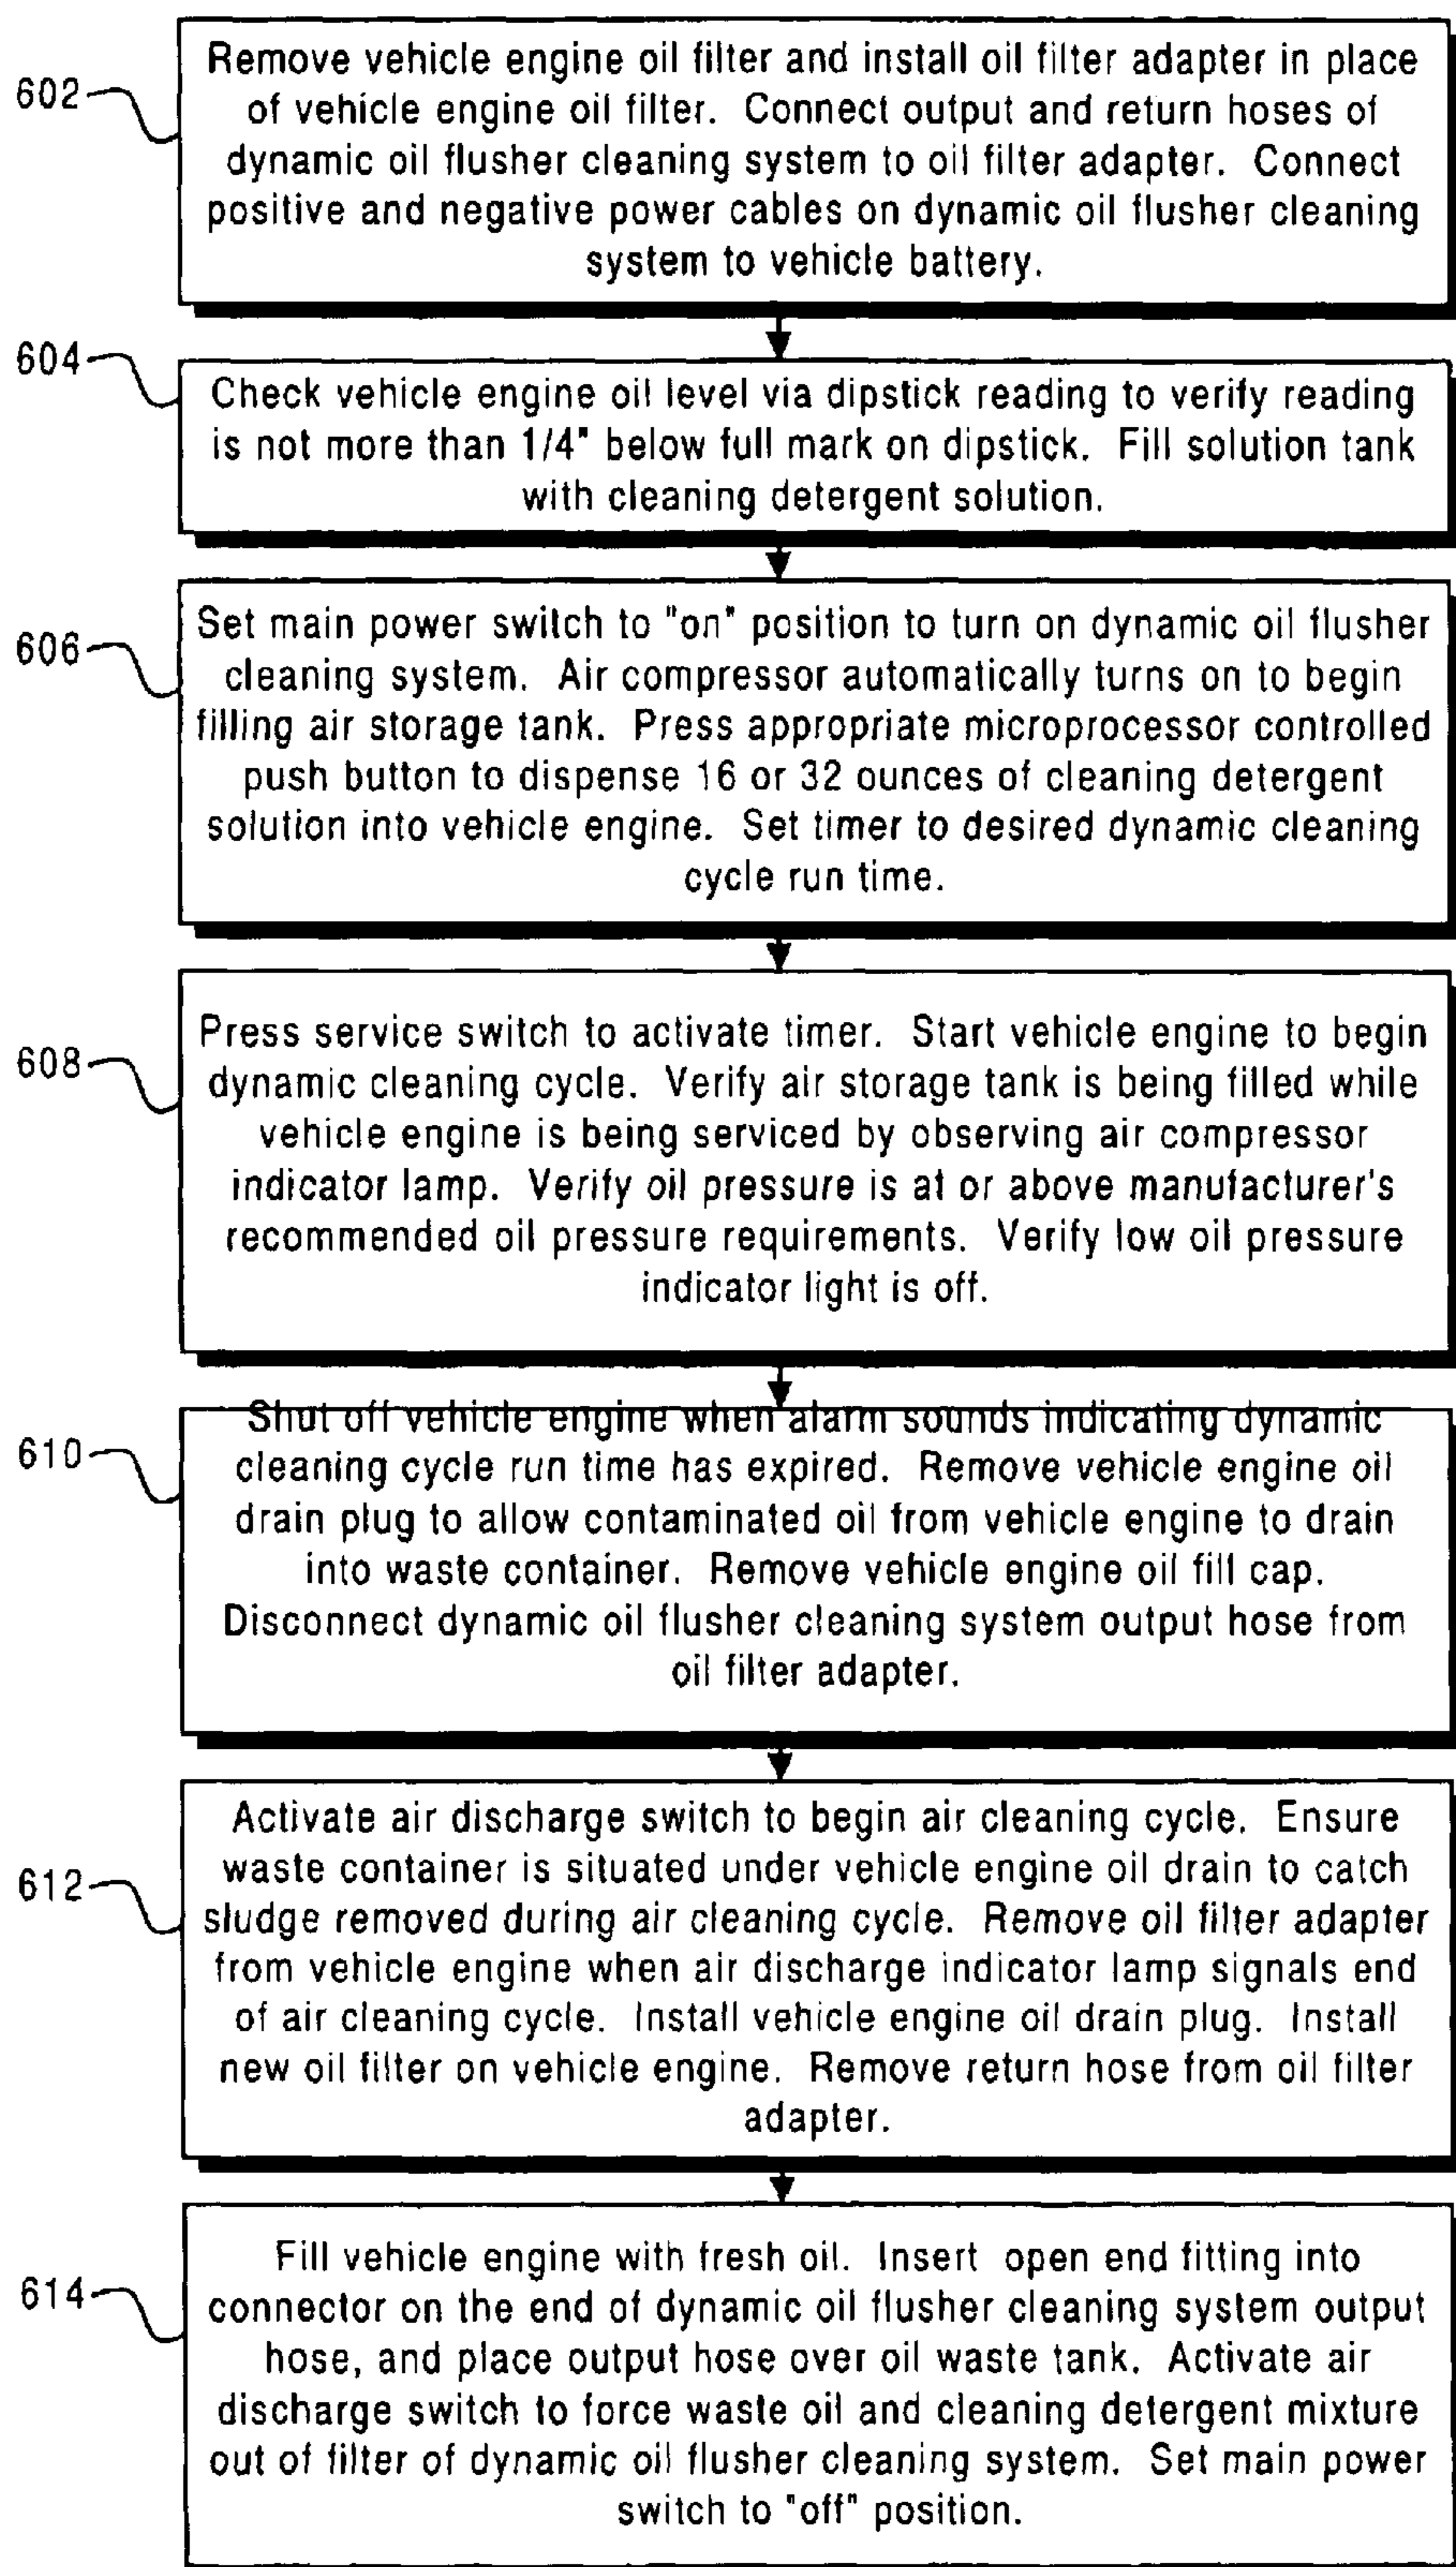 602
Remove vehicle engine oil filter and install oil filter adapter in place
of vehicle engine oil filter. Connect output and return hoses of
dynamic oil flusher cleaning system to oil filter adapter. Connect
positive and negative power cables on dynamic oil flusher cleaning
system to vehicle battery.
604
Check vehicle engine oil level via dipstick reading to verify reading
is not more than 1/4" below full mark on dipstick. Fill solution tank
with cleaning detergent solution.
606
Set main power switch to "on" position to turn on dynamic oil flusher
cleaning system. Air compressor automatically turns on to begin
filling air storage tank. Press appropriate microprocessor controlled
push button to dispense 16 or 32 ounces of cleaning detergent
solution into vehicle engine. Set timer to desired dynamic cleaning
cycle run time.
608
Press service switch to activate timer. Start vehicle engine to begin
dynamic cleaning cycle. Verify air storage tank is being filled while
vehicle engine is being serviced by observing air compressor
indicator lamp. Verify oil pressure is at or above manufacturer's
recommended oil pressure requirements. Verify low oil pressure
indicator light is off.
610
Shut off vehicle engine when alarm sounds indicating dynamic
cleaning cycle run time has expired. Remove vehicle engine oil
drain plug to allow contaminated oil from vehicle engine to drain
into waste container. Remove vehicle engine oil fill cap.
Disconnect dynamic oil flusher cleaning system output hose from
oil filter adapter.
612
Activate air discharge switch to begin air cleaning cycle. Ensure
waste container is situated under vehicle engine oil drain to catch
sludge removed during air cleaning cycle. Remove oil filter adapter
from vehicle engine when air discharge indicator lamp signals end
of air cleaning cycle. Install vehicle engine oil drain plug. Install
new oil filter on vehicle engine. Remove return hose from oil filter
adapter.
614
Fill vehicle engine with fresh oil. Insert open end fitting into
connector on the end of dynamic oil flusher cleaning system output
hose, and place output hose over oil waste tank. Activate air
discharge switch to force waste oil and cleaning detergent mixture
out of filter of dynamic oil flusher cleaning system. Set main power
switch to "off" position.